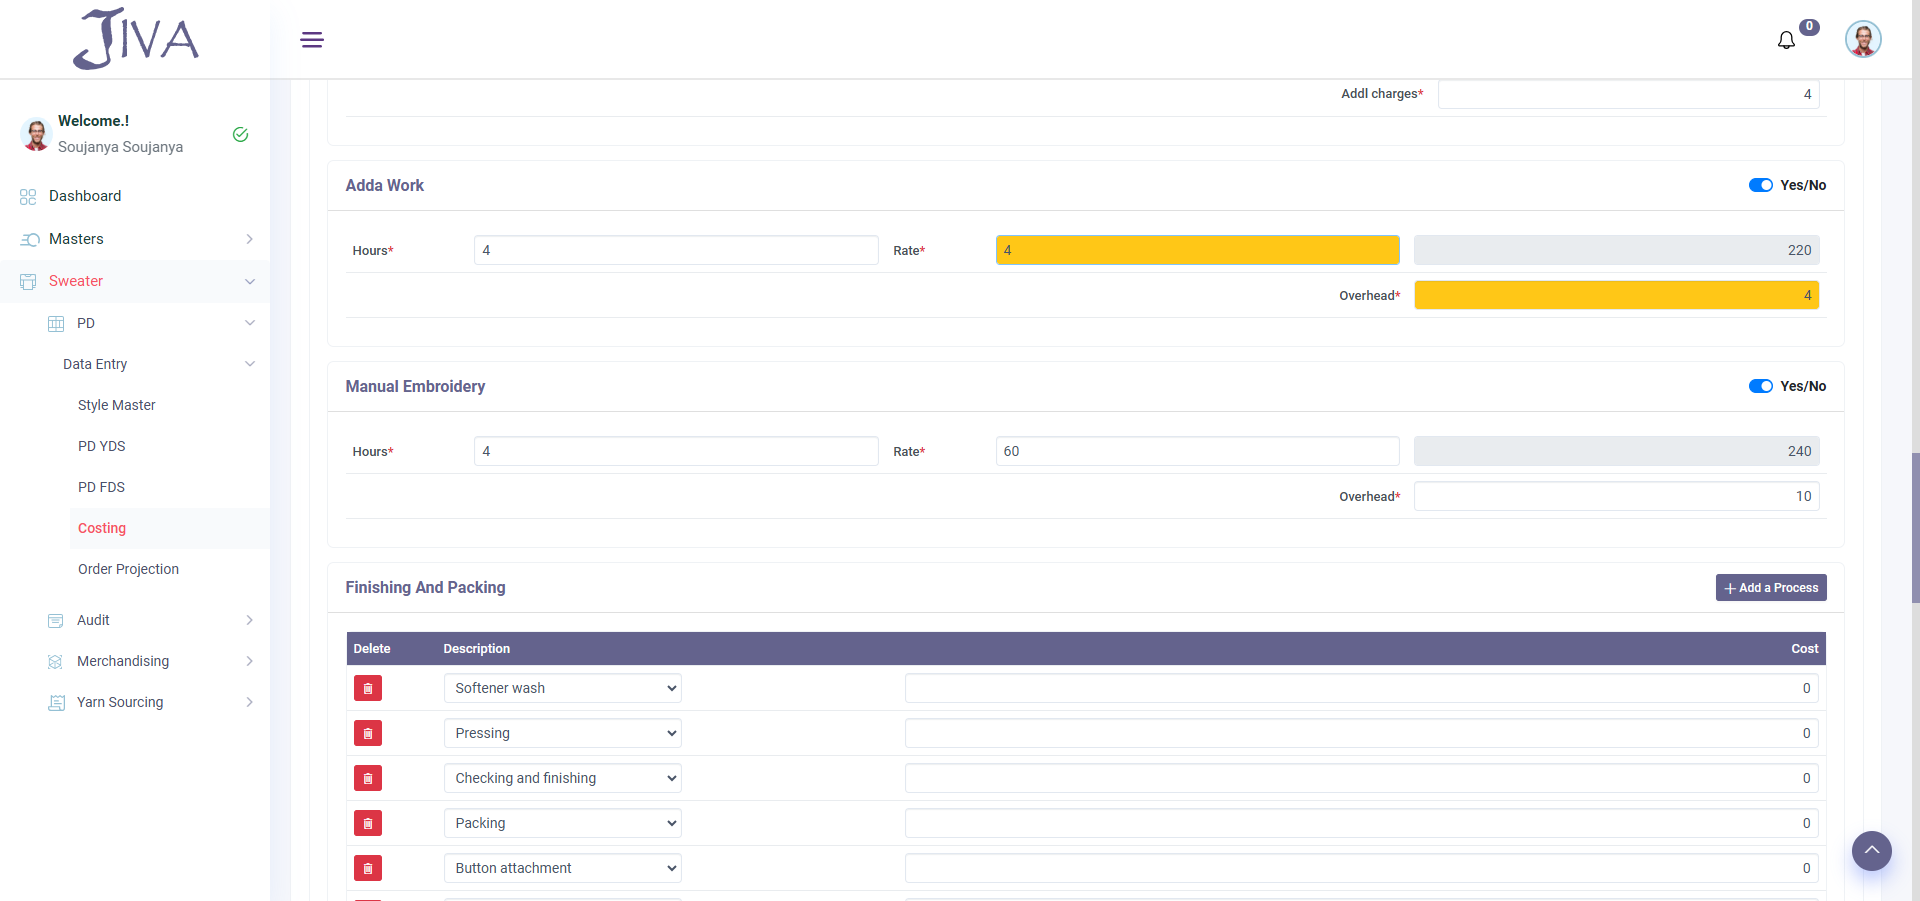 JIVA
0
Welcome.!
Soujanya Soujanya
Dashboard
Masters
Sweater
PD
Data Entry
Style Master
PD YDS
PD FDS
Costing
Order Projection
Audit
Merchandising
Yarn Sourcing
Addl charges* 4
Adda Work Yes/No
Hours* 4 Rate* 4 220
Overhead* 4
Manual Embroidery Yes/No
Hours* 4 Rate* 60 240
Overhead* 10
Finishing And Packing + Add a Process
Delete Description Cost
Softener wash 0
Pressing 0
Checking and finishing 0
Packing 0
Button attachment 0